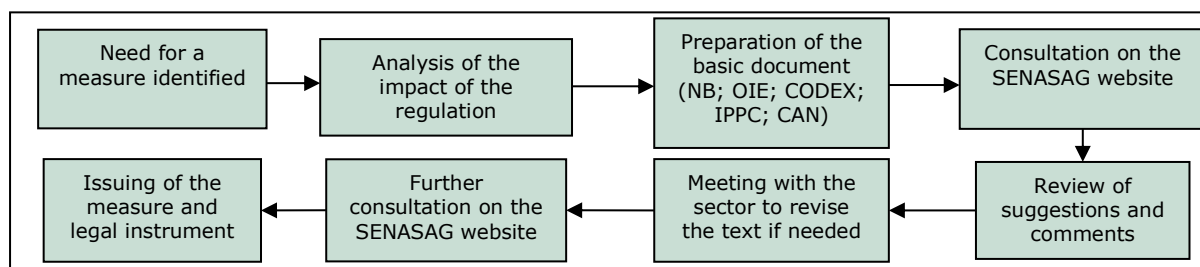 Need for a
measure identified
Analysis of the
impact of the
regulation
Preparation of the
basic document
(NB; OIE; CODEX;
IPPC; CAN)
Consultation on the
SENASAG website
Review of
suggestions and
comments
Meeting with the
sector to revise
the text if needed
Further
consultation on the
SENASAG website
Issuing of the
measure and
legal instrument